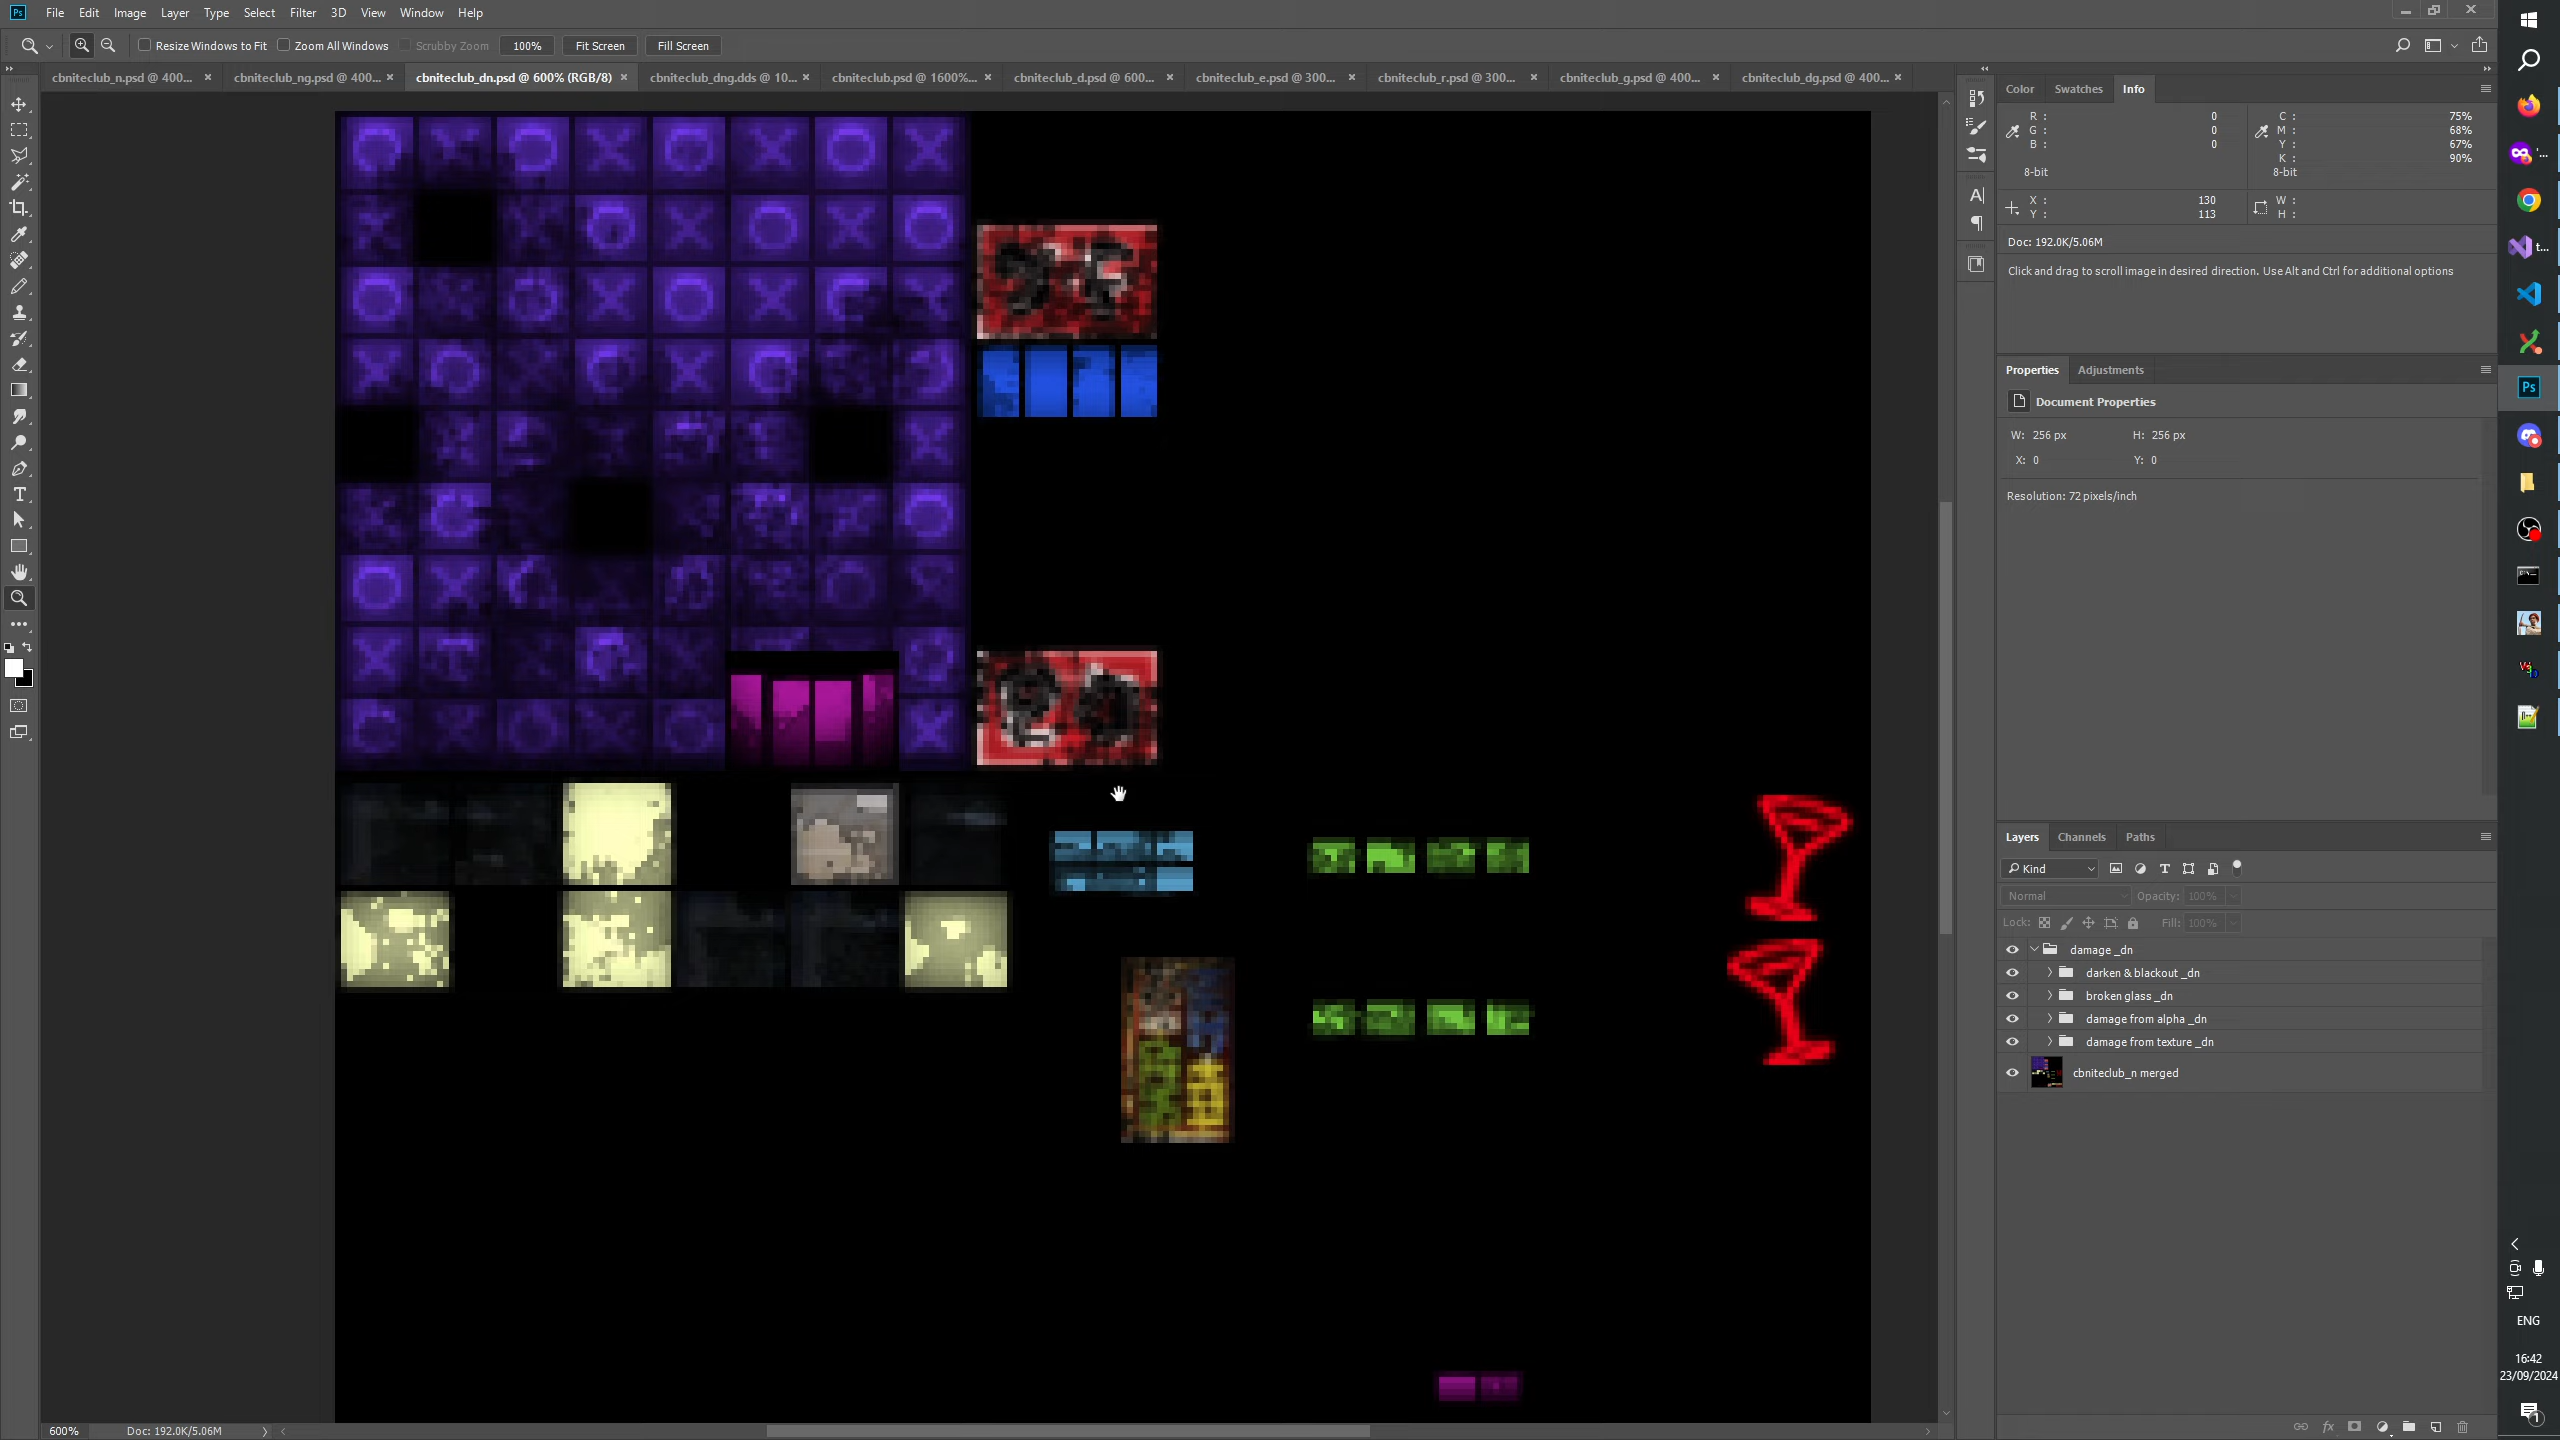 Ps File Edit Image Layer Type Select Filter 3D View Window Help
Resize Windows to Fit Zoom All Windows Scrubby Zoom 100% Fit Screen Fill Screen
cbniteclub_n.psd @ 400... cbniteclub_ng.psd @ 400... cbniteclub_dn.psd @ 600% (RGB/8) cbniteclub_dng.dds @ 10... cbniteclub.psd @ 1600%... cbniteclub_d.psd @ 600... cbniteclub_e.psd @ 300... cbniteclub_r.psd @ 300... cbniteclub_g.psd @ 400... cbniteclub_dg.psd @ 400...
Color Swatches Info
R : 0 C : 75%
G : 0 M : 68%
B : 0 Y : 67%
K : 90%
8-bit 8-bit
X : 130 W :
Y : 113 H :
Doc: 192.0K/5.06M
Click and drag to scroll image in desired direction. Use Alt and Ctrl for additional options
Properties Adjustments
Document Properties
W: 256 px H: 256 px
X: 0 Y: 0
Resolution: 72 pixels/inch
Layers Channels Paths
Kind
Normal Opacity: 100%
Lock: Fill: 100%
damage _dn
darken & blackout _dn
broken glass _dn
damage from alpha _dn
damage from texture _dn
cbniteclub_n merged
600% Doc: 192.0K/5.06M
'...
t...
Ps
ENG
16:42
23/09/2024
1